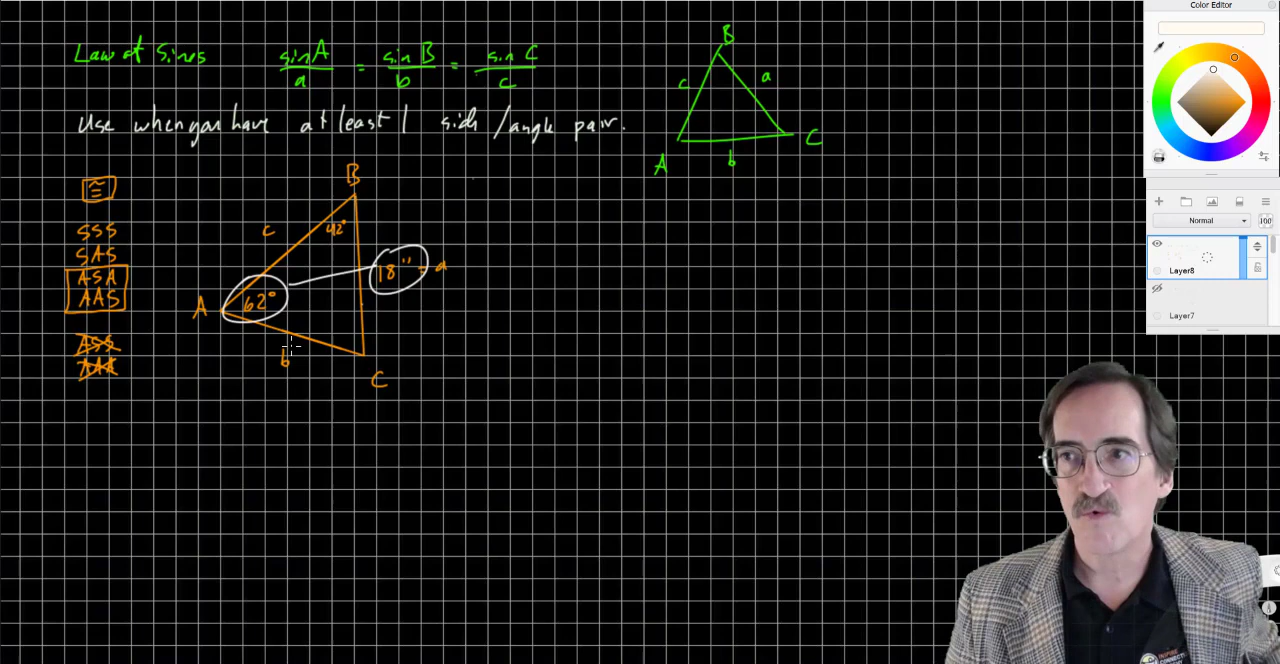 Color Editor
Law of Sines sinA/a = sin B/b = sin C/c
Use when you have at least 1 side/angle pair.
B
c
a
A
b
C
Normal
100
Layer8
Layer7
≅
SSS
SAS
ASA
AAS
ASS
AAA
B
c
42°
18" = a
A
62°
b
C